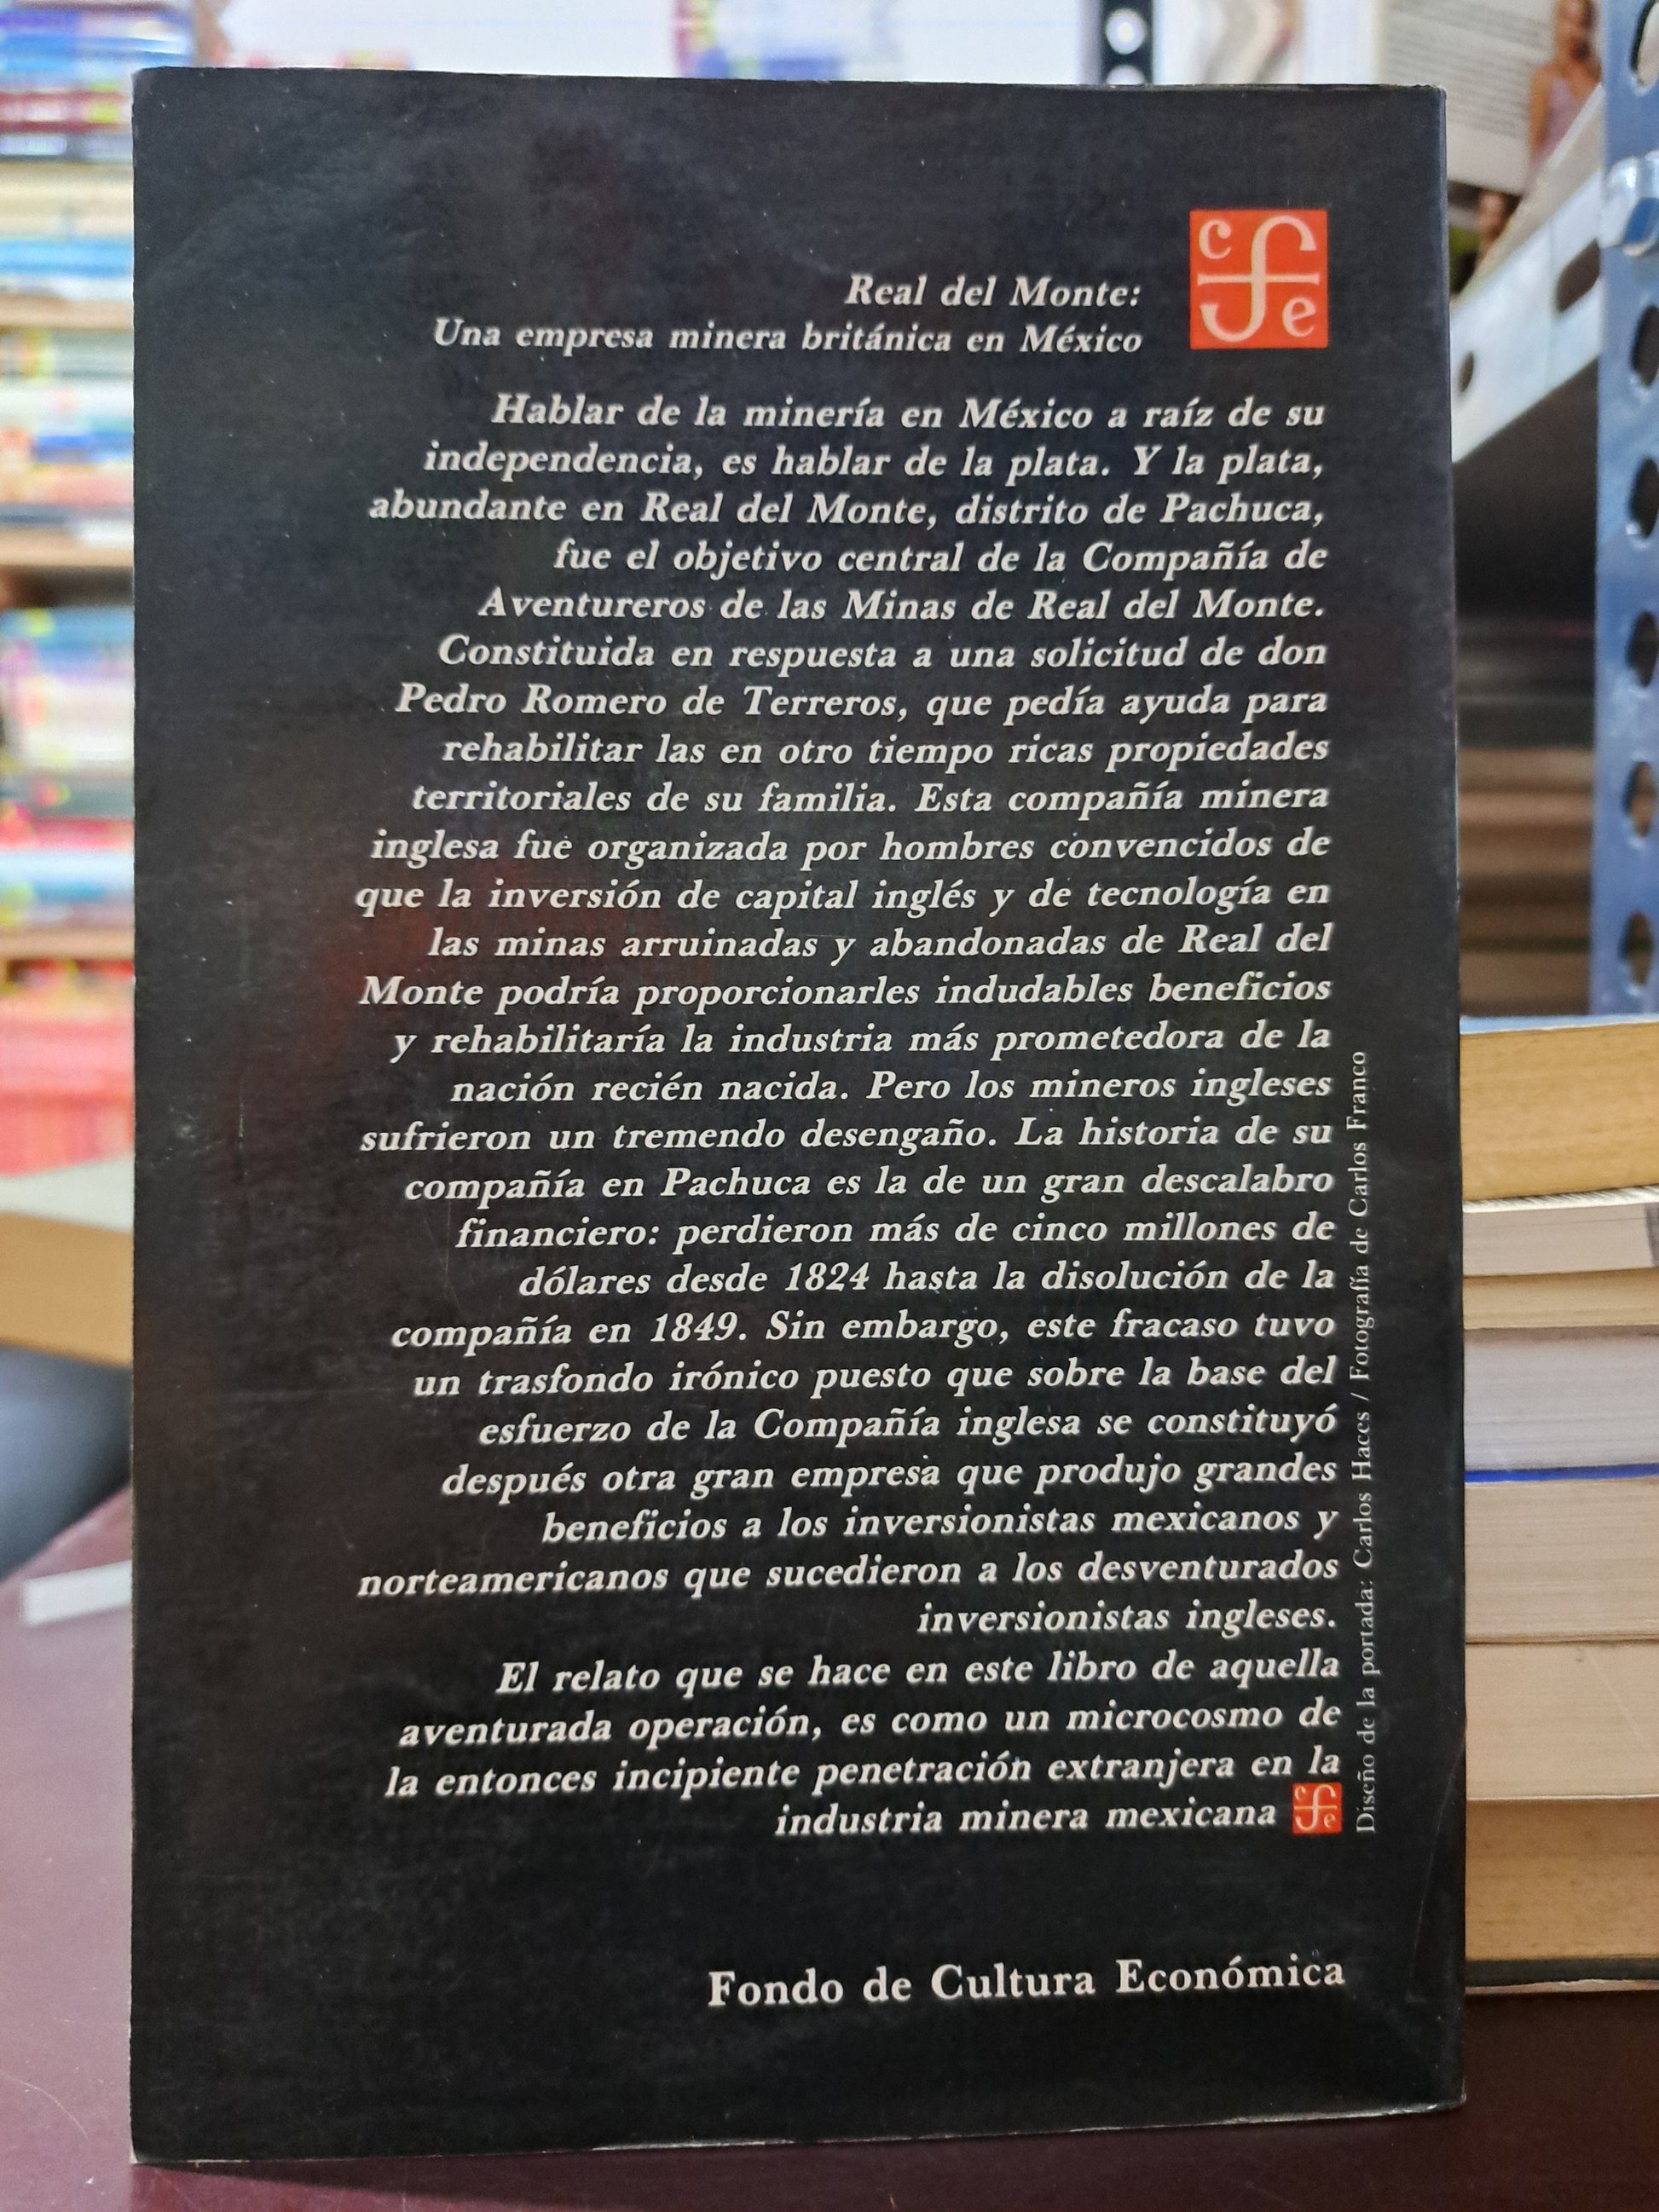 cfe
Real del Monte:
Una empresa minera británica en México
Hablar de la minería en México a raíz de su
independencia, es hablar de la plata. Y la plata,
abundante en Real del Monte, distrito de Pachuca,
fue el objetivo central de la Compañía de
Aventureros de las Minas de Real del Monte.
Constituida en respuesta a una solicitud de don
Pedro Romero de Terreros, que pedía ayuda para
rehabilitar las en otro tiempo ricas propiedades
territoriales de su familia. Esta compañía minera
inglesa fue organizada por hombres convencidos de
que la inversión de capital inglés y de tecnología en
las minas arruinadas y abandonadas de Real del
Monte podría proporcionarles indudables beneficios
y rehabilitaría la industria más prometedora de la
nación recién nacida. Pero los mineros ingleses
sufrieron un tremendo desengaño. La historia de su
compañía en Pachuca es la de un gran descalabro
financiero: perdieron más de cinco millones de
dólares desde 1824 hasta la disolución de la
compañía en 1849. Sin embargo, este fracaso tuvo
un trasfondo irónico puesto que sobre la base del
esfuerzo de la Compañía inglesa se constituyó
después otra gran empresa que produjo grandes
beneficios a los inversionistas mexicanos y
norteamericanos que sucedieron a los desventurados
inversionistas ingleses.
El relato que se hace en este libro de aquella
aventurada operación, es como un microcosmo de
la entonces incipiente penetración extranjera en la
industria minera mexicana cfe
Diseño de la portada: Carlos Haces / Fotografía de Carlos Franco
Fondo de Cultura Económica